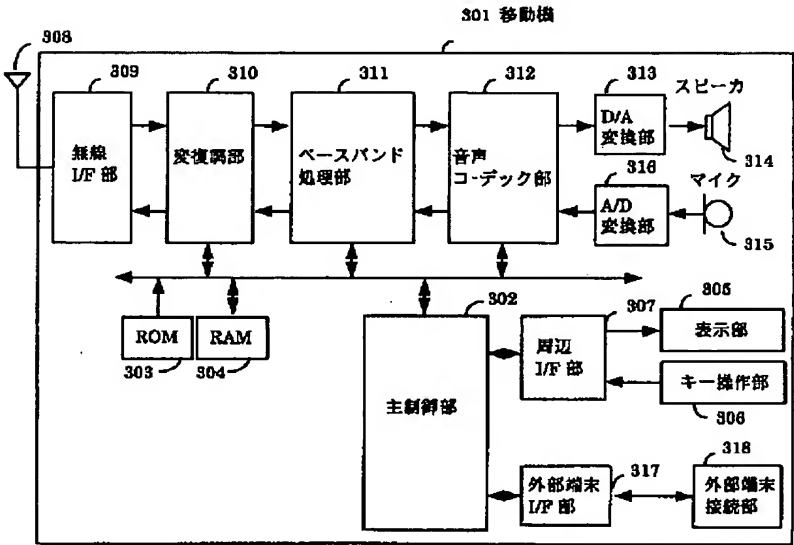 301 移動機
308
309
310
311
312
313
スピーカ
無線
I/F部
変復調部
ベースバンド
処理部
音声
コーデック部
D/A
変換部
314
316
マイク
A/D
変換部
315
302
307
305
ROM
RAM
303
304
主制御部
周辺
I/F部
表示部
キー操作部
306
317
318
外部端末
I/F部
外部端末
接続部